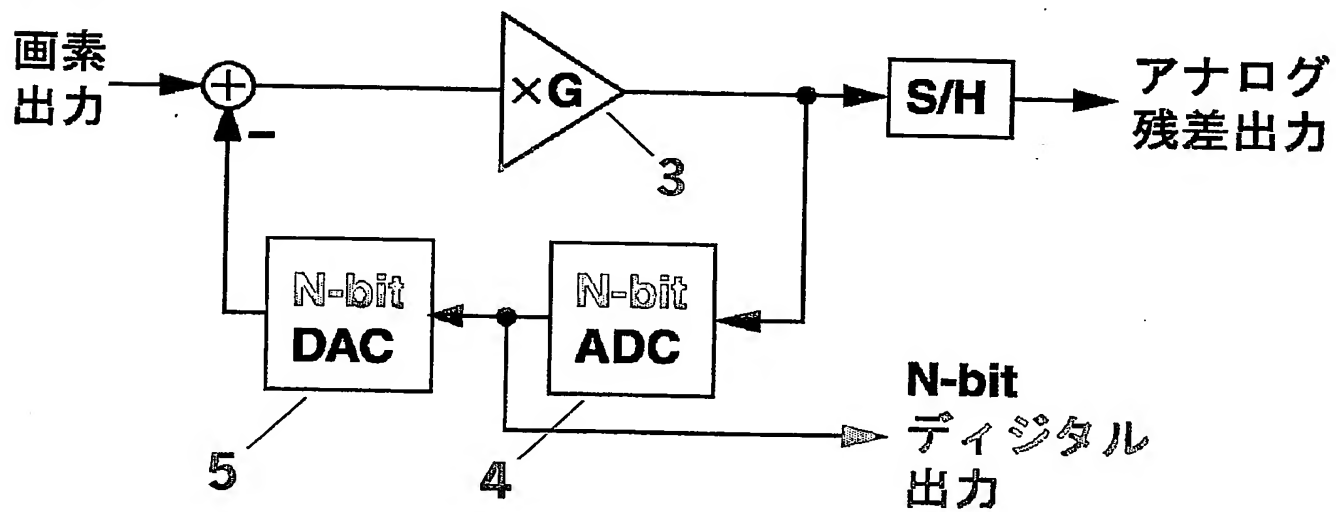 画素
出力
+
−
×G
3
S/H
アナログ
残差出力
N-bit
DAC
5
N-bit
ADC
4
N-bit
ディジタル
出力